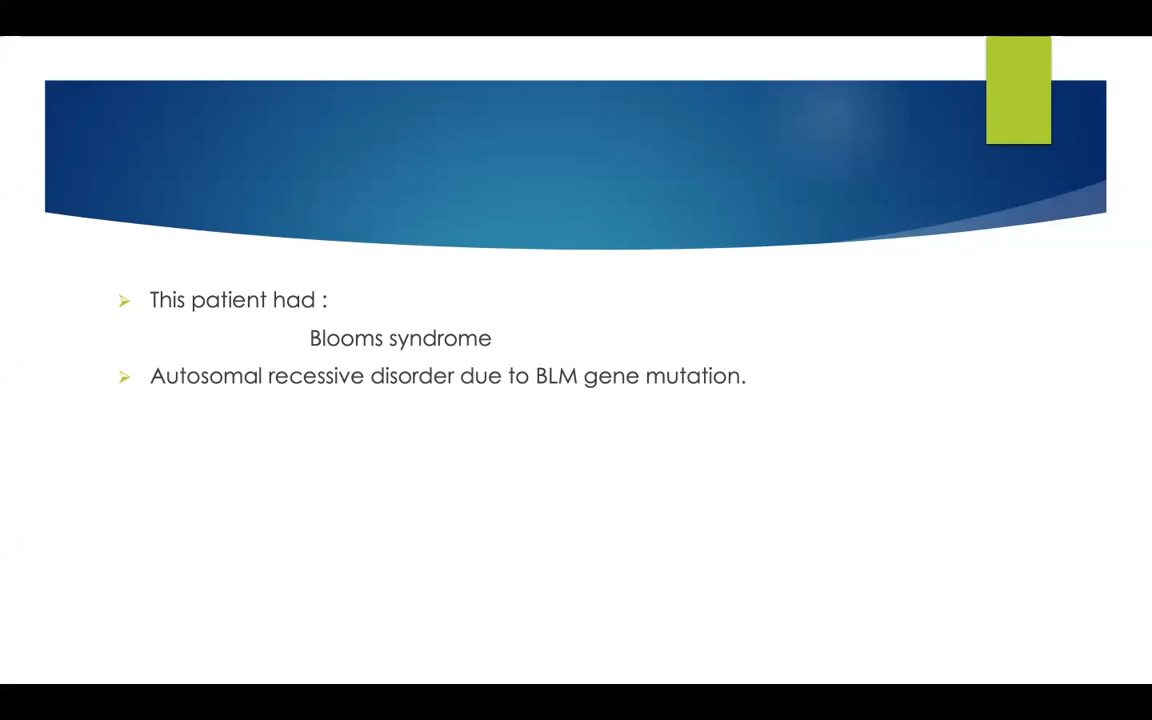 This patient had :
Blooms syndrome
Autosomal recessive disorder due to BLM gene mutation.